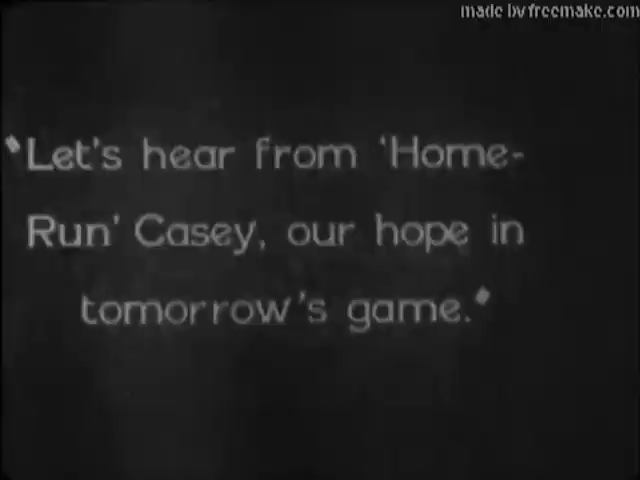 made by freemake.com
"Let's hear from 'Home-
Run' Casey, our hope in
tomorrow's game."